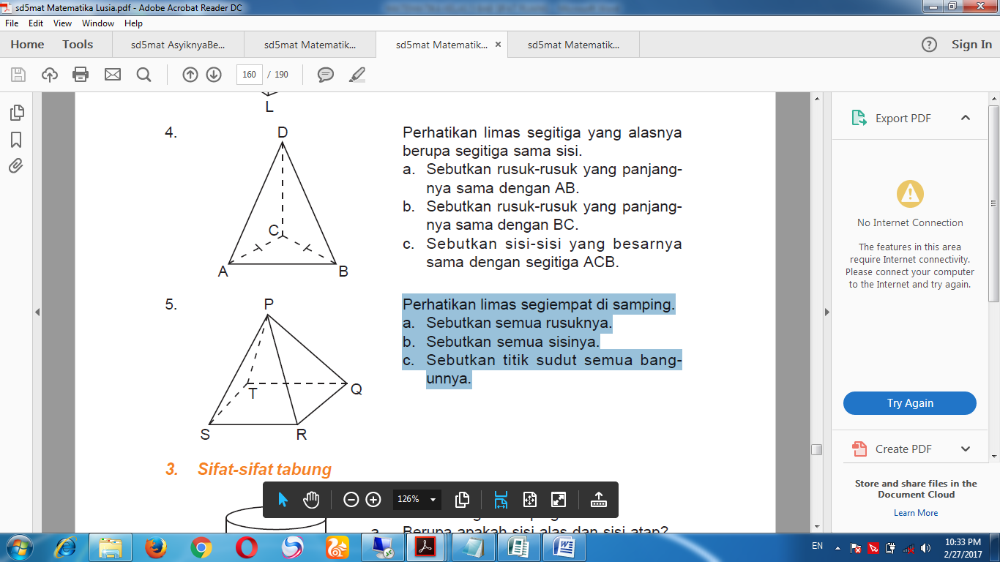 sd5mat Matematika Lusia.pdf - Adobe Acrobat Reader DC
File Edit View Window Help
Home Tools sd5mat AsyiknyaBe... sd5mat Matematik... sd5mat Matematik... × sd5mat Matematik... ? Sign In
160 / 190
L
4.
D
C
A
B
Perhatikan limas segitiga yang alasnya
berupa segitiga sama sisi.
a. Sebutkan rusuk-rusuk yang panjang-
nya sama dengan AB.
b. Sebutkan rusuk-rusuk yang panjang-
nya sama dengan BC.
c. Sebutkan sisi-sisi yang besarnya
sama dengan segitiga ACB.
5.
P
T
Q
S
R
Perhatikan limas segiempat di samping.
a. Sebutkan semua rusuknya.
b. Sebutkan semua sisinya.
c. Sebutkan titik sudut semua bang-
unnya.
3. Sifat-sifat tabung
a. Berupa apakah sisi alas dan sisi atap?
126%
Export PDF
No Internet Connection
The features in this area
require Internet connectivity.
Please connect your computer
to the Internet and try again.
Try Again
Create PDF
Store and share files in the
Document Cloud
Learn More
EN
10:33 PM
2/27/2017